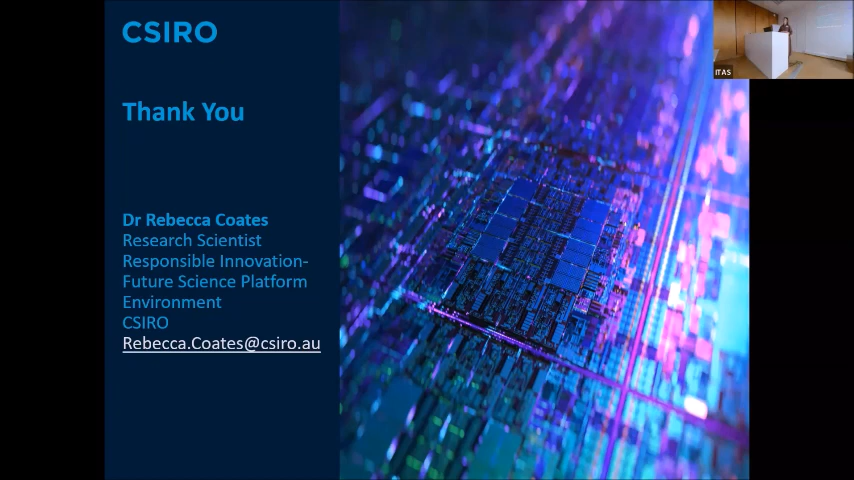 CSIRO
Thank You
Dr Rebecca Coates
Research Scientist
Responsible Innovation-
Future Science Platform
Environment
CSIRO
Rebecca.Coates@csiro.au
ITAS